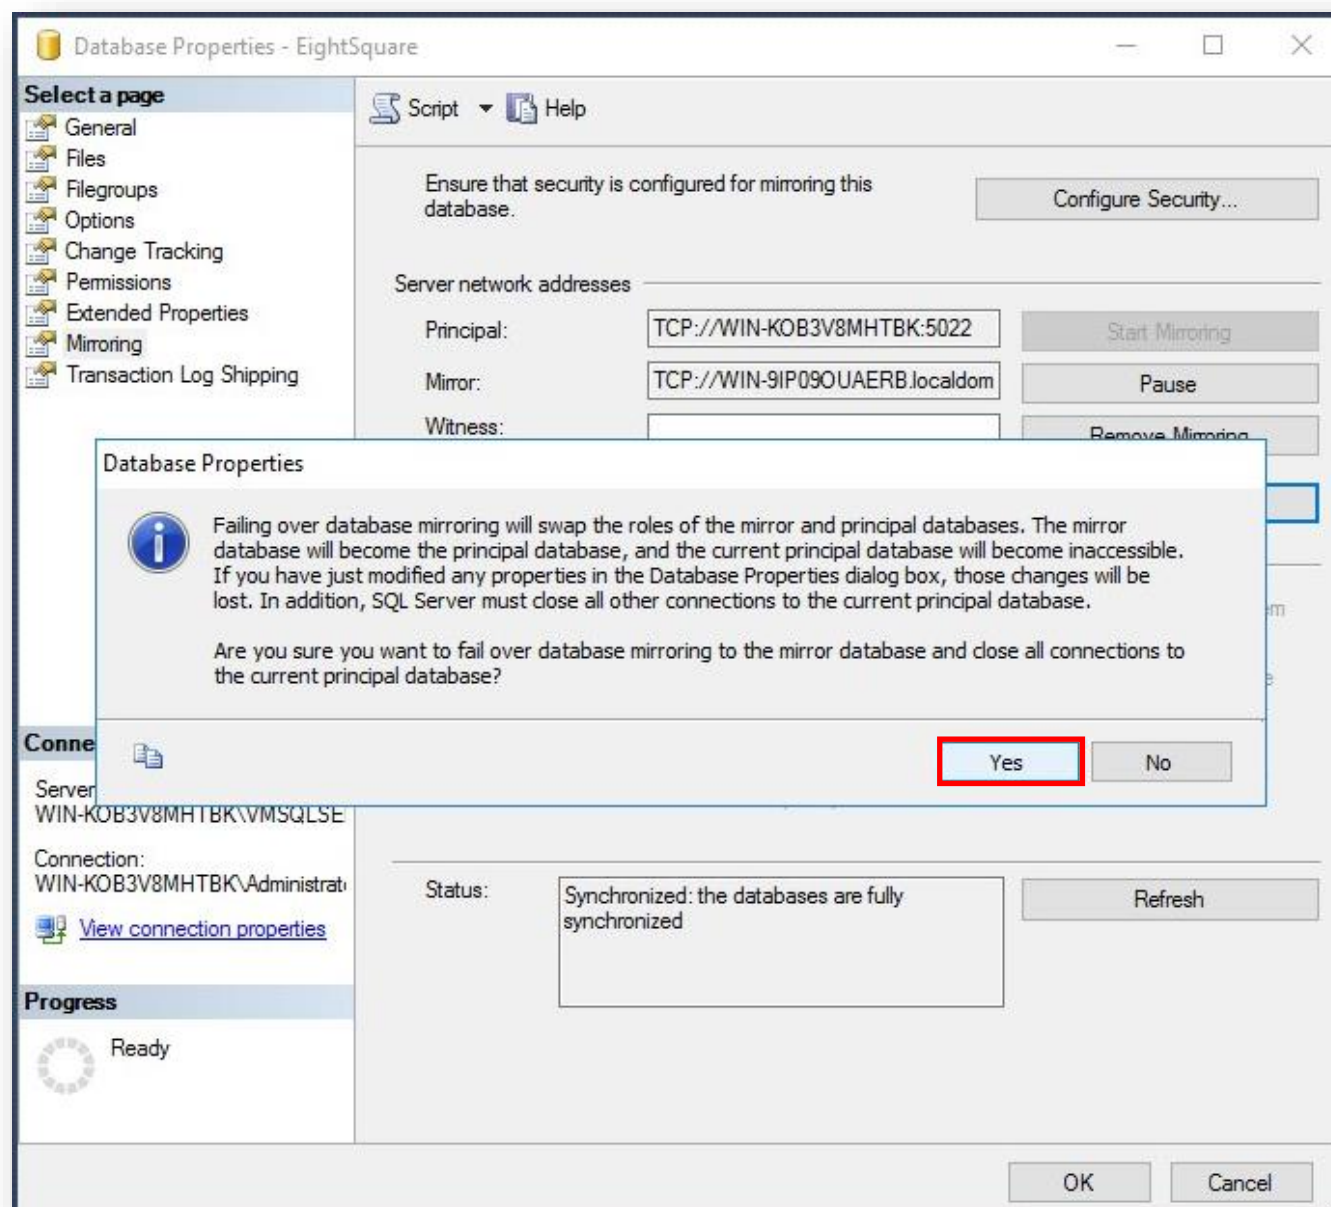 Database Properties - EightSquare
Select a page
General
Files
Filegroups
Options
Change Tracking
Permissions
Extended Properties
Mirroring
Transaction Log Shipping
Script
Help
Ensure that security is configured for mirroring this
database.
Configure Security...
Server network addresses
Principal:
TCP://WIN-KOB3V8MHTBK:5022
Start Mirroring
Mirror:
TCP://WIN-9IP09OUAERB.localdom
Pause
Witness:
Remove Mirroring
Database Properties
Failing over database mirroring will swap the roles of the mirror and principal databases. The mirror
database will become the principal database, and the current principal database will become inaccessible.
If you have just modified any properties in the Database Properties dialog box, those changes will be
lost. In addition, SQL Server must close all other connections to the current principal database.
Are you sure you want to fail over database mirroring to the mirror database and close all connections to
the current principal database?
Yes
No
Conne
Server
WIN-KOB3V8MHTBK\VMSQLSE
Connection:
WIN-KOB3V8MHTBK\Administrat
View connection properties
Status:
Synchronized: the databases are fully
synchronized
Refresh
Progress
Ready
OK
Cancel